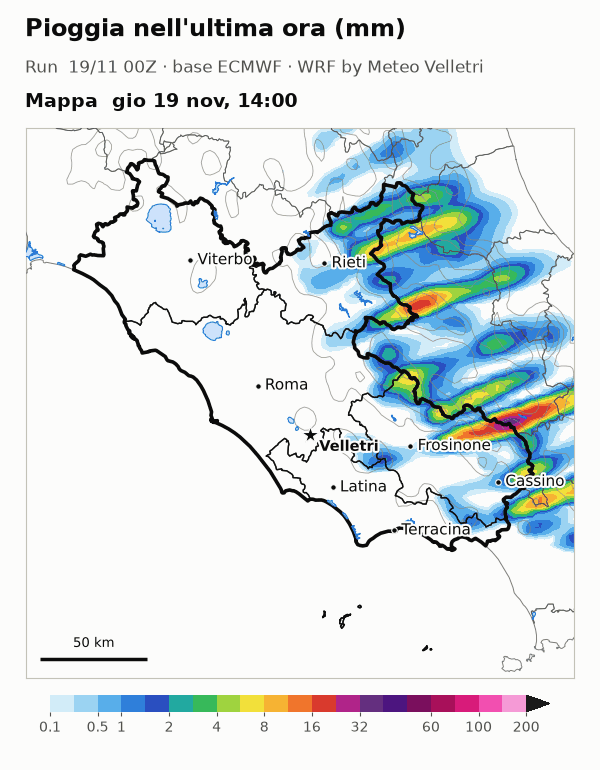 Pioggia nell'ultima ora (mm)
Run 19/11 00Z · base ECMWF · WRF by Meteo Velletri
Mappa gio 19 nov, 14:00
Viterbo
Rieti
Roma
Velletri
Frosinone
Latina
Cassino
Terracina
50 km
0.1 0.5 1 2 4 8 16 32 60 100 200